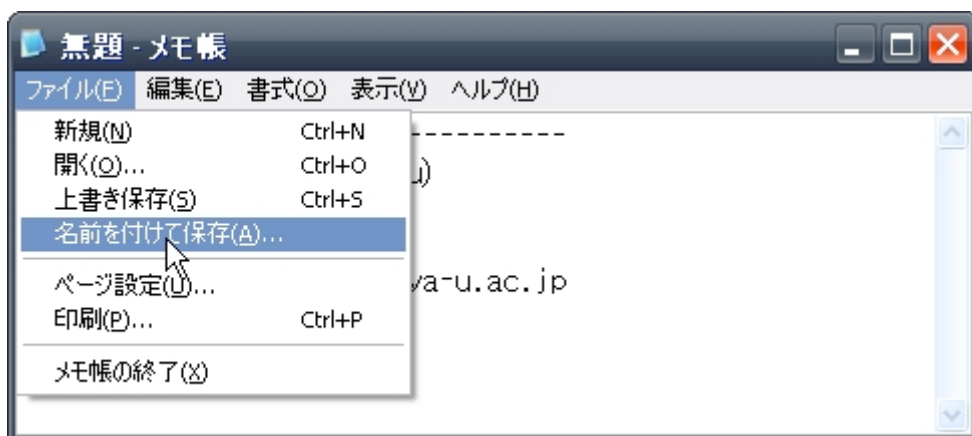 無題 - メモ帳
ファイル(F) 編集(E) 書式(O) 表示(V) ヘルプ(H)
新規(N) Ctrl+N
開く(O)... Ctrl+O
上書き保存(S) Ctrl+S
名前を付けて保存(A)...
ページ設定(U)...
印刷(P)... Ctrl+P
メモ帳の終了(X)
-----------
u)
ya-u.ac.jp